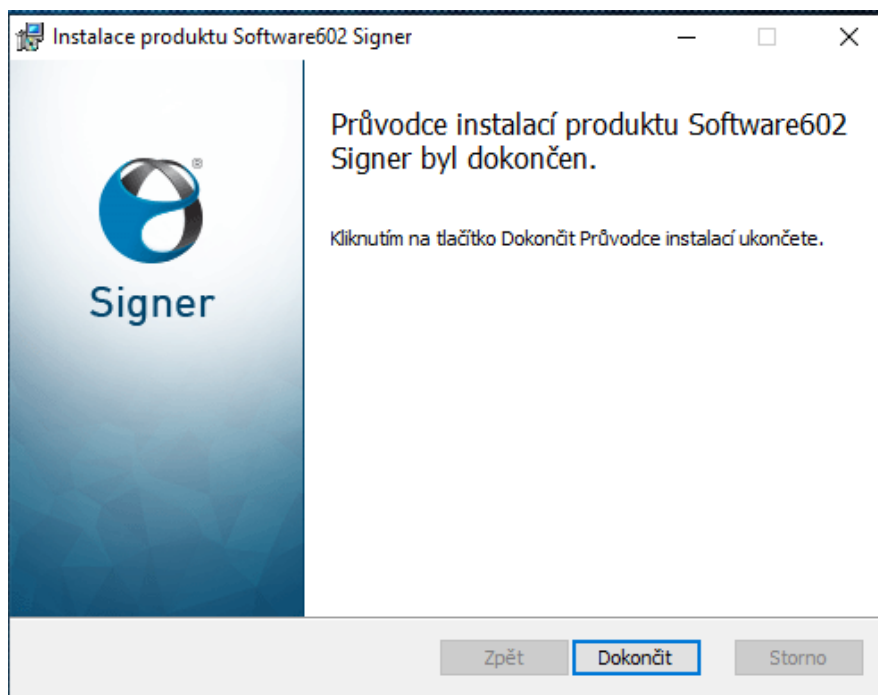 Instalace produktu Software602 Signer
Průvodce instalací produktu Software602
Signer byl dokončen.
®
Kliknutím na tlačítko Dokončit Průvodce instalací ukončete.
Signer
Zpět
Dokončit
Storno